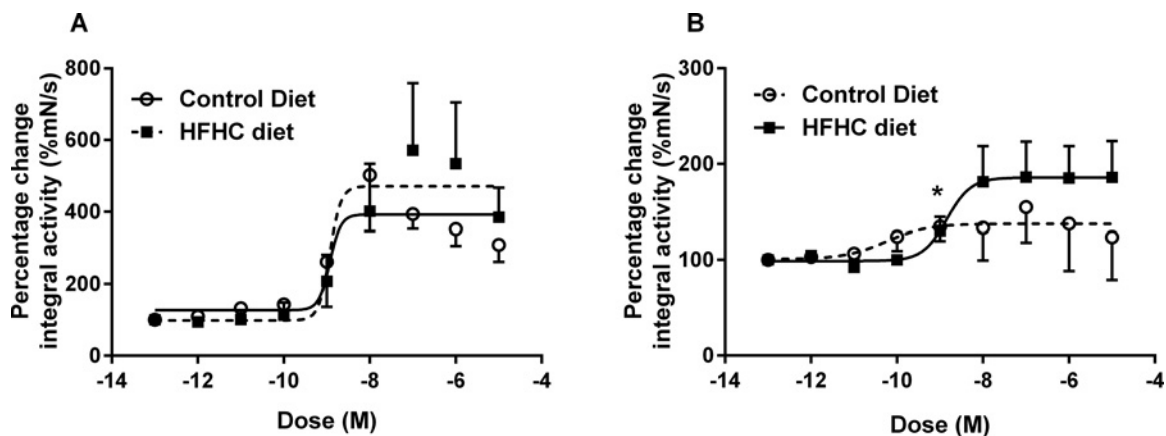 A
Percentage change
integral activity (%mN/s)
800
600
400
200
0
Control Diet
HFHC diet
-14
-12
-10
-8
-6
-4
Dose (M)
B
Percentage change
integral activity (%mN/s)
300
200
100
0
Control Diet
HFHC diet
*
-14
-12
-10
-8
-6
-4
Dose (M)